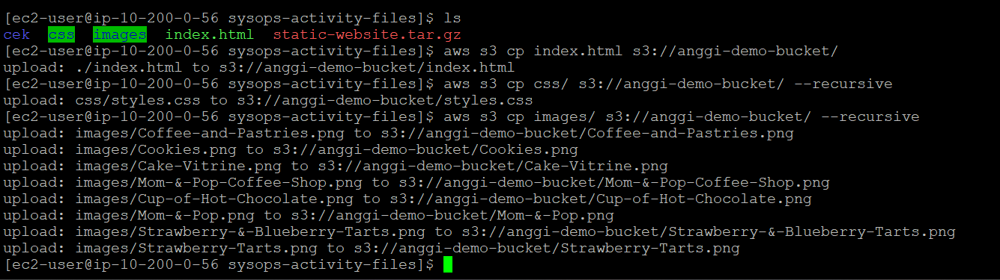 [ec2-user@ip-10-200-0-56 sysops-activity-files]$ ls
cek css images index.html static-website.tar.gz
[ec2-user@ip-10-200-0-56 sysops-activity-files]$ aws s3 cp index.html s3://anggi-demo-bucket/
upload: ./index.html to s3://anggi-demo-bucket/index.html
[ec2-user@ip-10-200-0-56 sysops-activity-files]$ aws s3 cp css/ s3://anggi-demo-bucket/ --recursive
upload: css/styles.css to s3://anggi-demo-bucket/styles.css
[ec2-user@ip-10-200-0-56 sysops-activity-files]$ aws s3 cp images/ s3://anggi-demo-bucket/ --recursive
upload: images/Coffee-and-Pastries.png to s3://anggi-demo-bucket/Coffee-and-Pastries.png
upload: images/Cookies.png to s3://anggi-demo-bucket/Cookies.png
upload: images/Cake-Vitrine.png to s3://anggi-demo-bucket/Cake-Vitrine.png
upload: images/Mom-&-Pop-Coffee-Shop.png to s3://anggi-demo-bucket/Mom-&-Pop-Coffee-Shop.png
upload: images/Cup-of-Hot-Chocolate.png to s3://anggi-demo-bucket/Cup-of-Hot-Chocolate.png
upload: images/Mom-&-Pop.png to s3://anggi-demo-bucket/Mom-&-Pop.png
upload: images/Strawberry-&-Blueberry-Tarts.png to s3://anggi-demo-bucket/Strawberry-&-Blueberry-Tarts.png
upload: images/Strawberry-Tarts.png to s3://anggi-demo-bucket/Strawberry-Tarts.png
[ec2-user@ip-10-200-0-56 sysops-activity-files]$